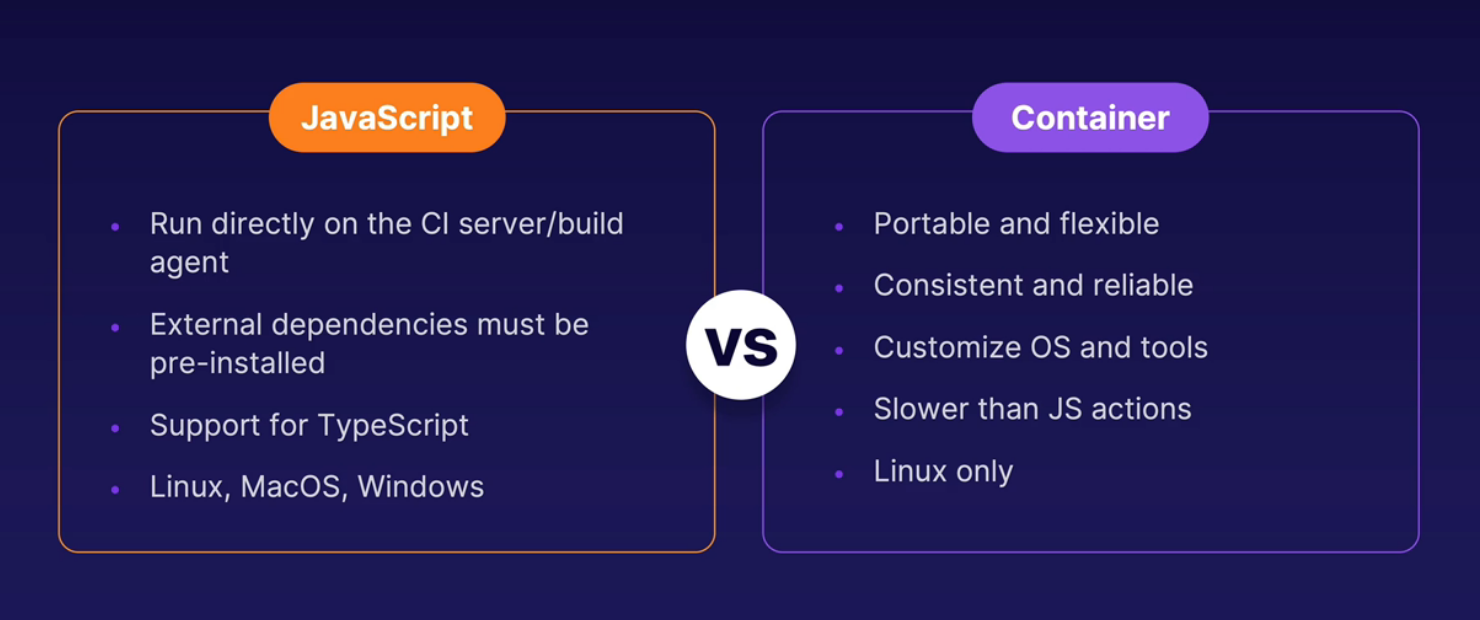 JavaScript
Run directly on the CI server/build
agent
External dependencies must be
pre-installed
Support for TypeScript
Linux, MacOS, Windows
VS
Container
Portable and flexible
Consistent and reliable
Customize OS and tools
Slower than JS actions
Linux only